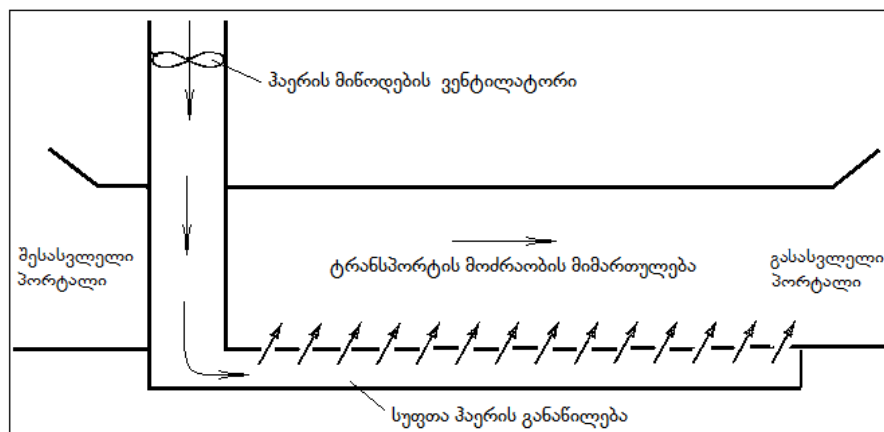 ჰაერის მიწოდების ვენტილატორი
შესასვლელი
პორტალი
ტრანსპორტის მოძრაობის მიმართულება
გასასვლელი
პორტალი
სუფთა ჰაერის განაწილება